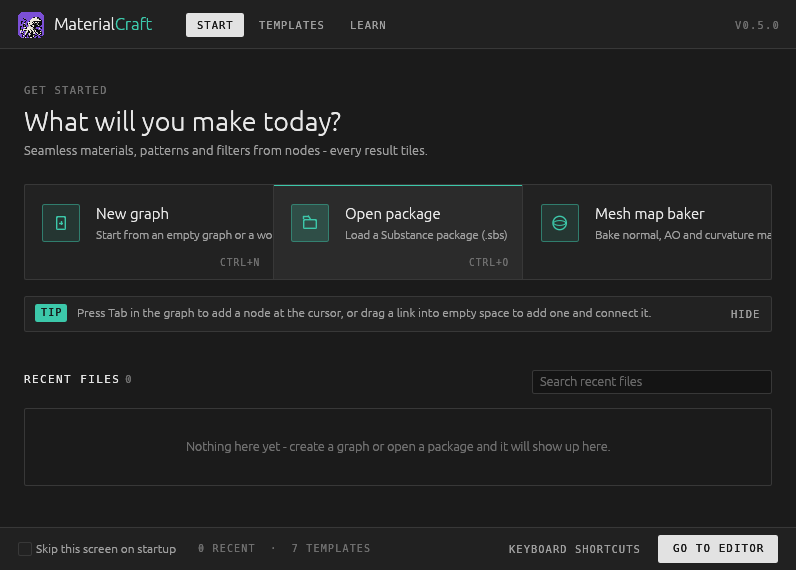 MaterialCraft
START TEMPLATES LEARN
V0.5.0
GET STARTED
What will you make today?
Seamless materials, patterns and filters from nodes - every result tiles.
New graph
Start from an empty graph or a wo
CTRL+N
Open package
Load a Substance package (.sbs)
CTRL+O
Mesh map baker
Bake normal, AO and curvature ma
TIP Press Tab in the graph to add a node at the cursor, or drag a link into empty space to add one and connect it. HIDE
RECENT FILES 0
Search recent files
Nothing here yet - create a graph or open a package and it will show up here.
Skip this screen on startup 0 RECENT · 7 TEMPLATES KEYBOARD SHORTCUTS GO TO EDITOR